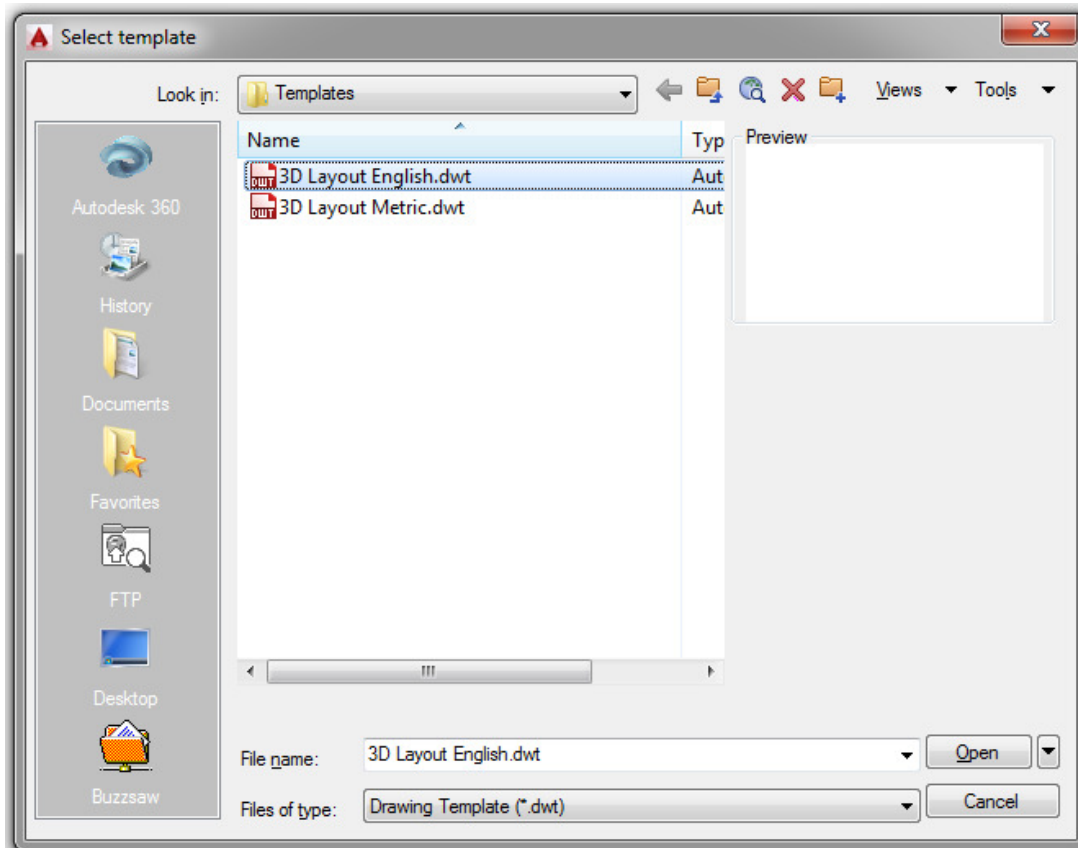 Select template
Look in: Templates Views Tools
Name Typ Preview
3D Layout English.dwt Aut
3D Layout Metric.dwt Aut
Autodesk 360
History
Documents
Favorites
FTP
Desktop
Buzzsaw
File name: 3D Layout English.dwt Open
Files of type: Drawing Template (*.dwt) Cancel